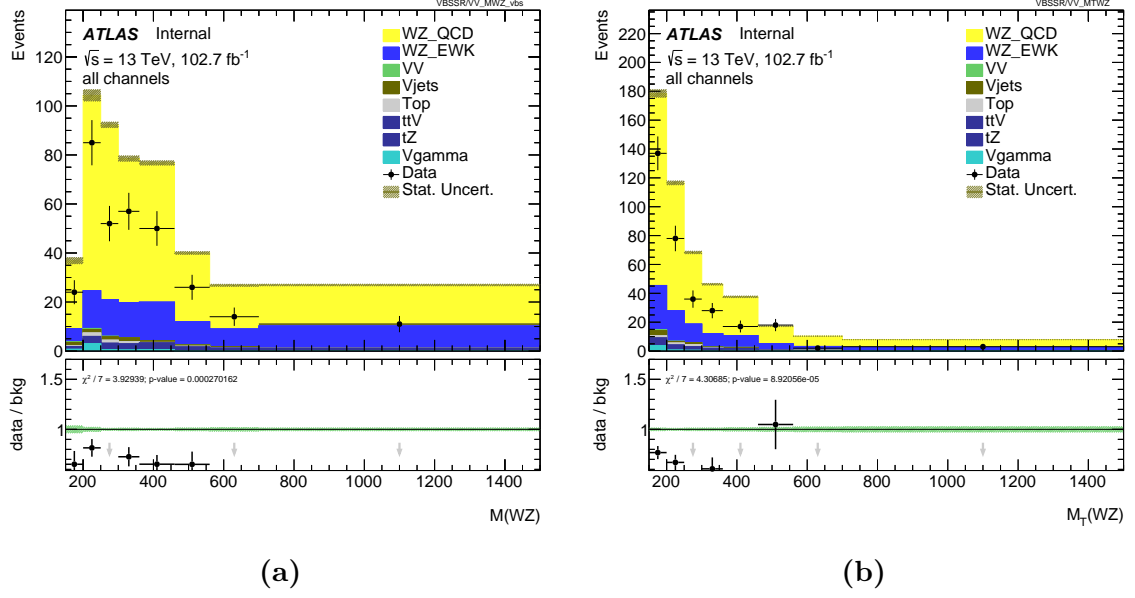 VBSSR/VV_MWZ_vbs
Events
ATLAS Internal
√s = 13 TeV, 102.7 fb⁻¹
all channels
WZ_QCD
WZ_EWK
VV
Vjets
Top
ttV
tZ
Vgamma
Data
Stat. Uncert.
120
100
80
60
40
20
0
data / bkg
χ² / 7 = 3.92939; p-value = 0.000270162
1.5
1
200 400 600 800 1000 1200 1400
M(WZ)
(a)
VBSSR/VV_MTWZ
Events
ATLAS Internal
√s = 13 TeV, 102.7 fb⁻¹
all channels
WZ_QCD
WZ_EWK
VV
Vjets
Top
ttV
tZ
Vgamma
Data
Stat. Uncert.
220
200
180
160
140
120
100
80
60
40
20
0
data / bkg
χ² / 7 = 4.30685; p-value = 8.92056e-05
1.5
1
200 400 600 800 1000 1200 1400
M_T(WZ)
(b)